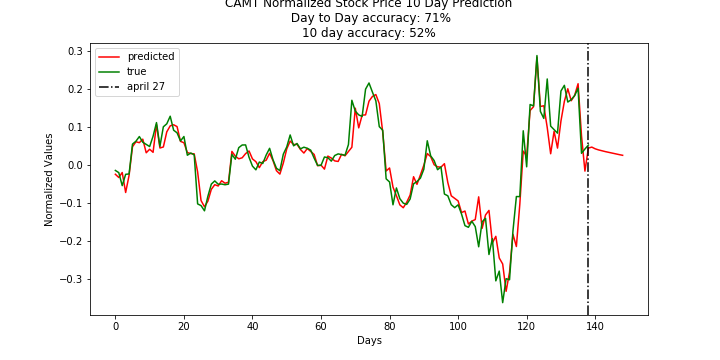 CAMT Normalized Stock Price 10 Day Prediction
Day to Day accuracy: 71%
10 day accuracy: 52%
predicted
true
april 27
Normalized Values
0.3
0.2
0.1
0.0
−0.1
−0.2
−0.3
0 20 40 60 80 100 120 140
Days